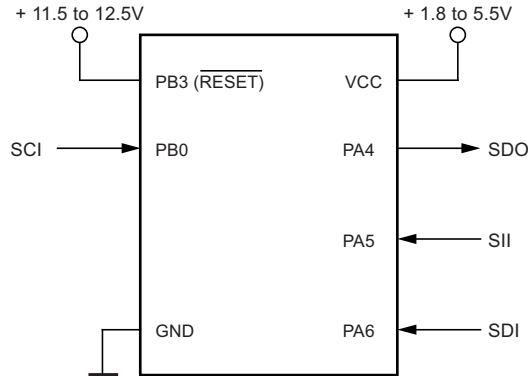 + 11.5 to 12.5V
+ 1.8 to 5.5V
PB3 (RESET)
VCC
SCI
PB0
PA4
SDO
PA5
SII
GND
PA6
SDI